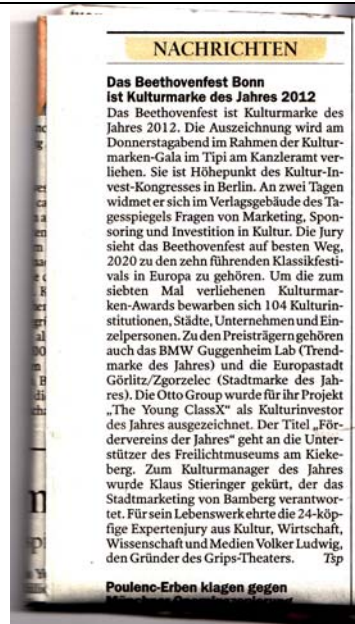 NACHRICHTEN
Das Beethovenfest Bonn
ist Kulturmarke des Jahres 2012
Das Beethovenfest ist Kulturmarke des
Jahres 2012. Die Auszeichnung wird am
Donnerstagabend im Rahmen der Kultur-
marken-Gala im Tipi am Kanzleramt ver-
liehen. Sie ist Höhepunkt des Kultur-In-
vest-Kongresses in Berlin. An zwei Tagen
widmet er sich im Verlagsgebäude des Ta-
gesspiegels Fragen von Marketing, Spon-
soring und Investition in Kultur. Die Jury
sieht das Beethovenfest auf besten Weg,
2020 zu den zehn führenden Klassikfesti-
vals in Europa zu gehören. Um die zum
siebten Mal verliehenen Kulturmar-
ken-Awards bewarben sich 104 Kulturin-
stitutionen, Städte, Unternehmen und Ein-
zelpersonen. Zu den Preisträgern gehören
auch das BMW Guggenheim Lab (Trend-
marke des Jahres) und die Europastadt
Görlitz/Zgorzelec (Stadtmarke des Jah-
res). Die Otto Group wurde für ihr Projekt
„The Young ClassX“ als Kulturinvestor
des Jahres ausgezeichnet. Der Titel „För-
dervereins der Jahres“ geht an die Unter-
stützer des Freilichtmuseums am Kieke-
berg. Zum Kulturmanager des Jahres
wurde Klaus Stieringer gekürt, der das
Stadtmarketing von Bamberg verantwor-
tet. Für sein Lebenswerk ehrte die 24-köp-
fige Expertenjury aus Kultur, Wirtschaft,
Wissenschaft und Medien Volker Ludwig,
den Gründer des Grips-Theaters. Tsp
Poulenc-Erben klagen gegen